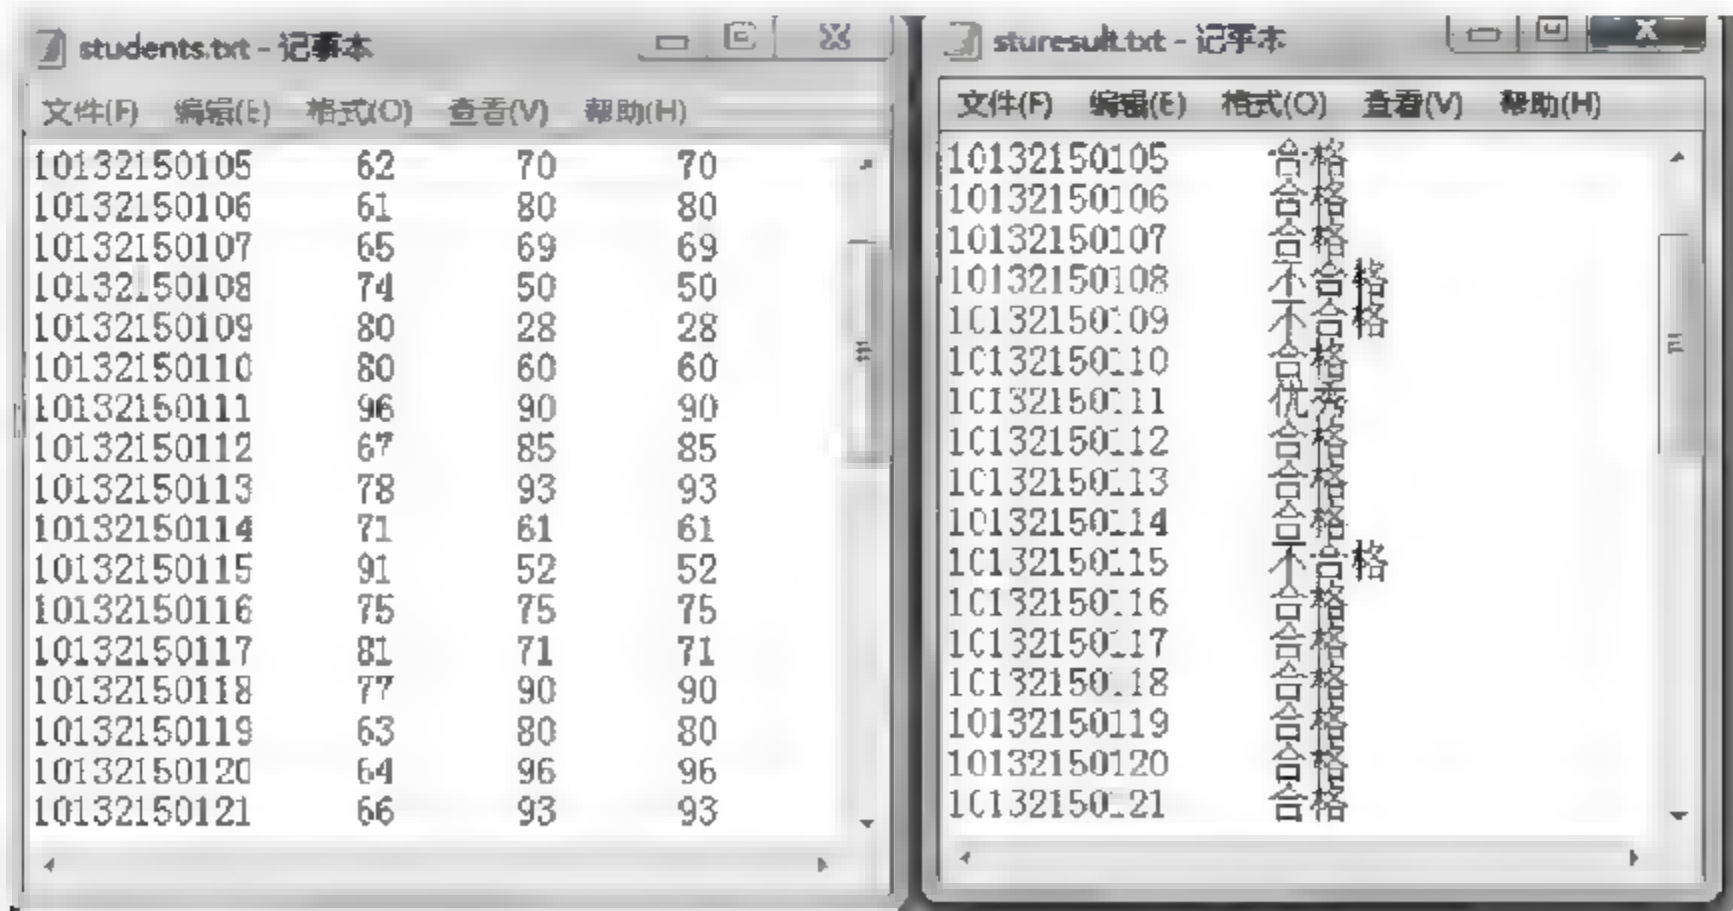 students.txt - 记事本
文件(F) 编辑(E) 格式(O) 查看(V) 帮助(H)
10132150105 62 70 70
10132150106 61 80 80
10132150107 65 69 69
10132150108 74 50 50
10132150109 80 28 28
10132150110 80 60 60
10132150111 96 90 90
10132150112 67 85 85
10132150113 78 93 93
10132150114 71 61 61
10132150115 91 52 52
10132150116 75 75 75
10132150117 81 71 71
10132150118 77 90 90
10132150119 63 80 80
10132150120 64 96 96
10132150121 66 93 93
sturesult.txt - 记事本
文件(F) 编辑(E) 格式(O) 查看(V) 帮助(H)
10132150105 合格
10132150106 合格
10132150107 合格
10132150108 不合格
10132150109 不合格
10132150110 合格
10132150111 优秀
10132150112 合格
10132150113 合格
10132150114 合格
10132150115 不合格
10132150116 合格
10132150117 合格
10132150118 合格
10132150119 合格
10132150120 合格
10132150121 合格